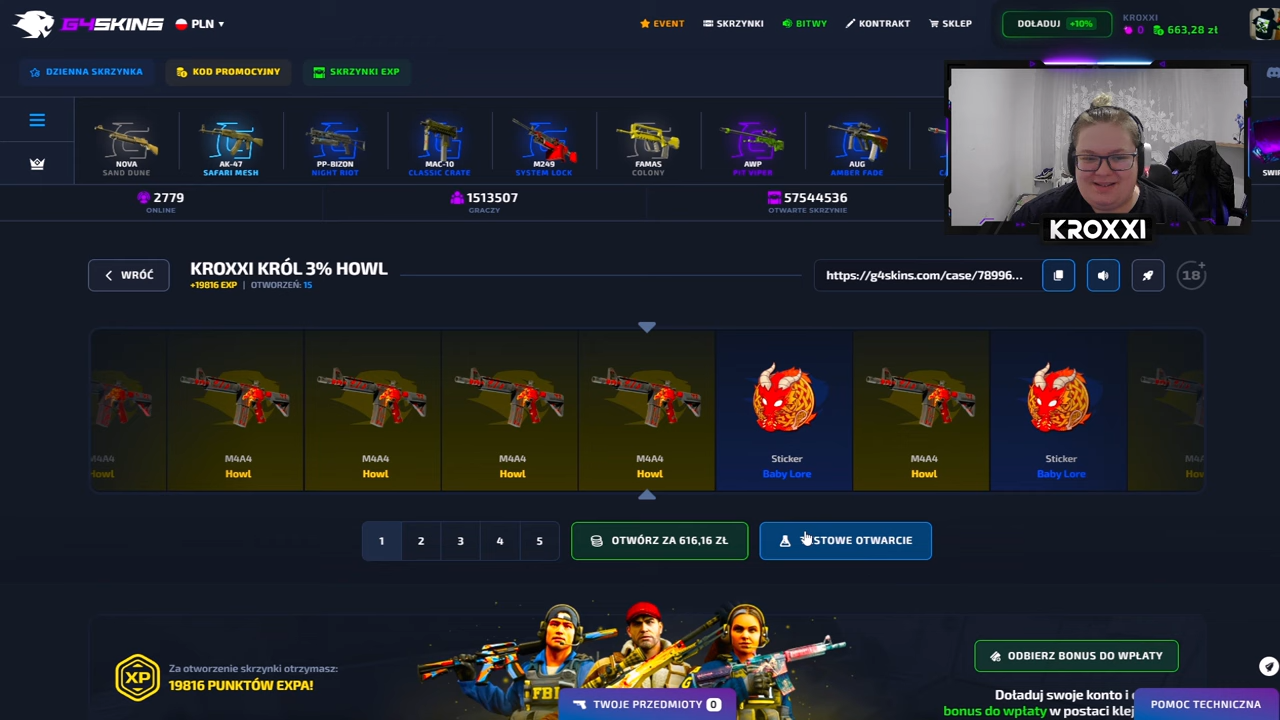 G4SKINS
PLN
EVENT
SKRZYNKI
BITWY
KONTRAKT
SKLEP
DOŁADUJ +10%
KROXXI
0 663,28 zł
DZIENNA SKRZYNKA
KOD PROMOCYJNY
SKRZYNKI EXP
NOVA
SAND DUNE
AK-47
SAFARI MESH
PP-BIZON
NIGHT RIOT
MAC-10
CLASSIC CRATE
M249
SYSTEM LOCK
FAMAS
COLONY
AWP
PIT VIPER
AUG
AMBER FADE
2779
ONLINE
1513507
GRACZY
57544536
OTWARTE SKRZYNIE
KROXXI
WRÓĆ
KROXXI KRÓL 3% HOWL
+19816 EXP | OTWORZEŃ: 15
https://g4skins.com/case/78996...
18+
M4A4
Howl
M4A4
Howl
M4A4
Howl
M4A4
Howl
M4A4
Howl
Sticker
Baby Lore
M4A4
Howl
Sticker
Baby Lore
1
2
3
4
5
OTWÓRZ ZA 616,16 ZŁ
STOWE OTWARCIE
XP
Za otworzenie skrzynki otrzymasz:
19816 PUNKTÓW EXPA!
FBI
ODBIERZ BONUS DO WPŁATY
Doładuj swoje konto i
bonus do wpłaty w postaci klej
TWOJE PRZEDMIOTY 0
POMOC TECHNICZNA